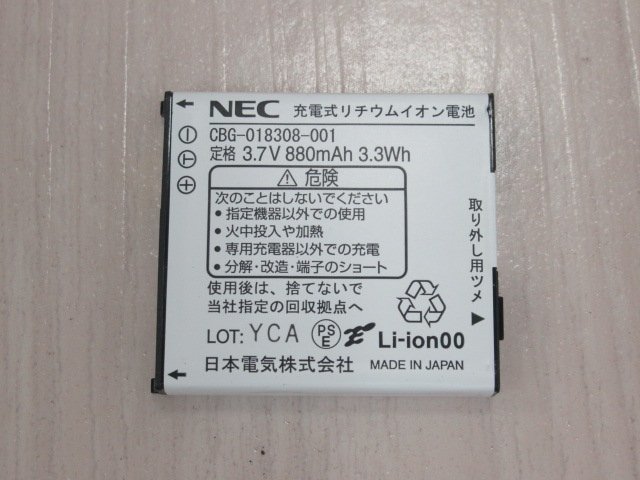 NEC 充電式リチウムイオン電池
CBG-018308-001
定格 3.7V 880mAh 3.3Wh
⚠ 危険
次のことはしないでください
• 指定機器以外での使用
• 火中投入や加熱
• 専用充電器以外での充電
• 分解・改造・端子のショート
使用後は、捨てないで
当社指定の回収拠点へ
LOT: YCA PS E Li-ion00
日本電気株式会社 MADE IN JAPAN
取り外し用ツメ
T